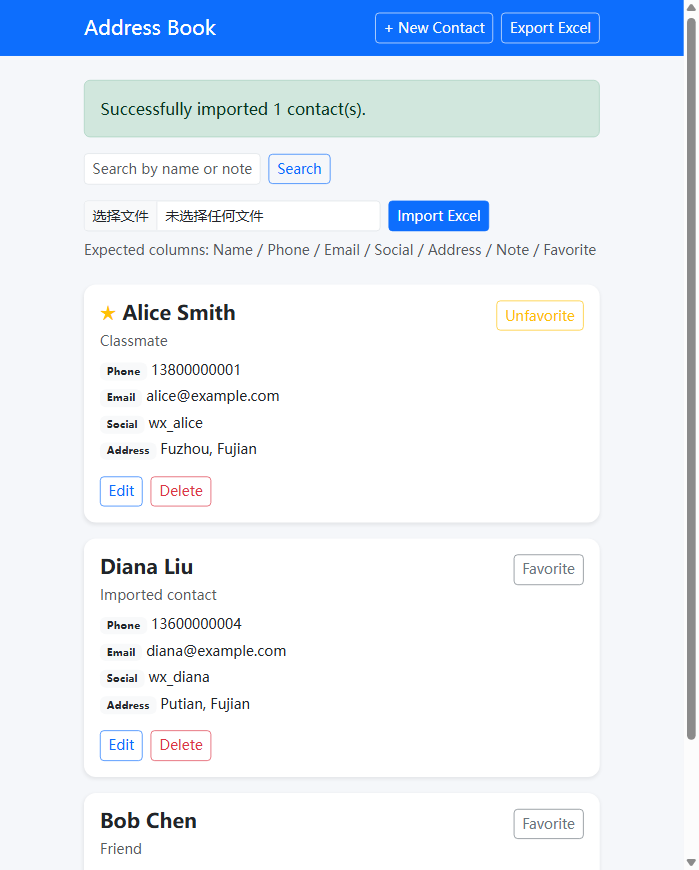 Address Book
+ New Contact
Export Excel
Successfully imported 1 contact(s).
Search by name or note
Search
选择文件 未选择任何文件
Import Excel
Expected columns: Name / Phone / Email / Social / Address / Note / Favorite
★ Alice Smith
Unfavorite
Classmate
Phone 13800000001
Email alice@example.com
Social wx_alice
Address Fuzhou, Fujian
Edit
Delete
Diana Liu
Favorite
Imported contact
Phone 13600000004
Email diana@example.com
Social wx_diana
Address Putian, Fujian
Edit
Delete
Bob Chen
Favorite
Friend